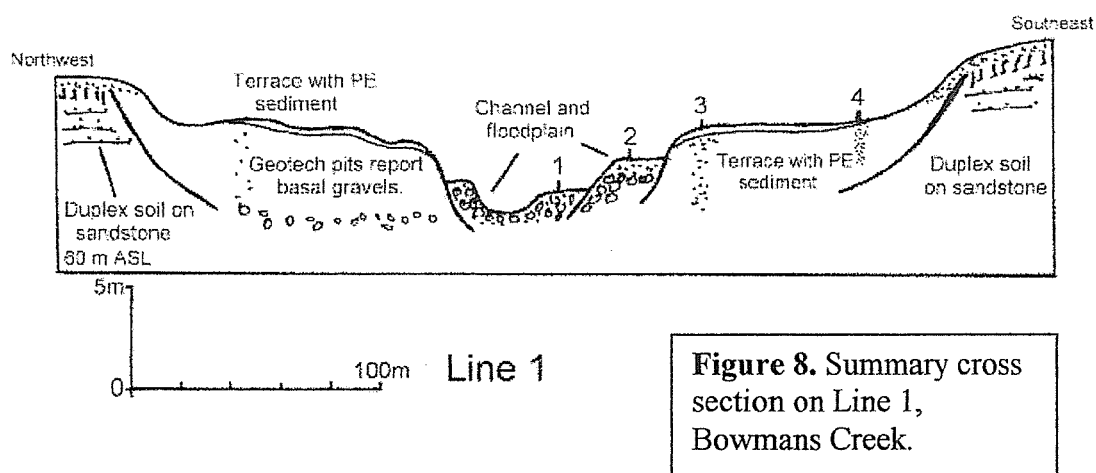 Northwest
Southeast
Terrace with PE
sediment
Channel and
floodplain
1
2
3
4
Geotech pits report
basal gravels.
Terrace with PE
sediment
Duplex soil on
sandstone
Duplex soil
on sandstone
60 m ASL
5m
0
100m
Line 1
Figure 8. Summary cross
section on Line 1,
Bowmans Creek.